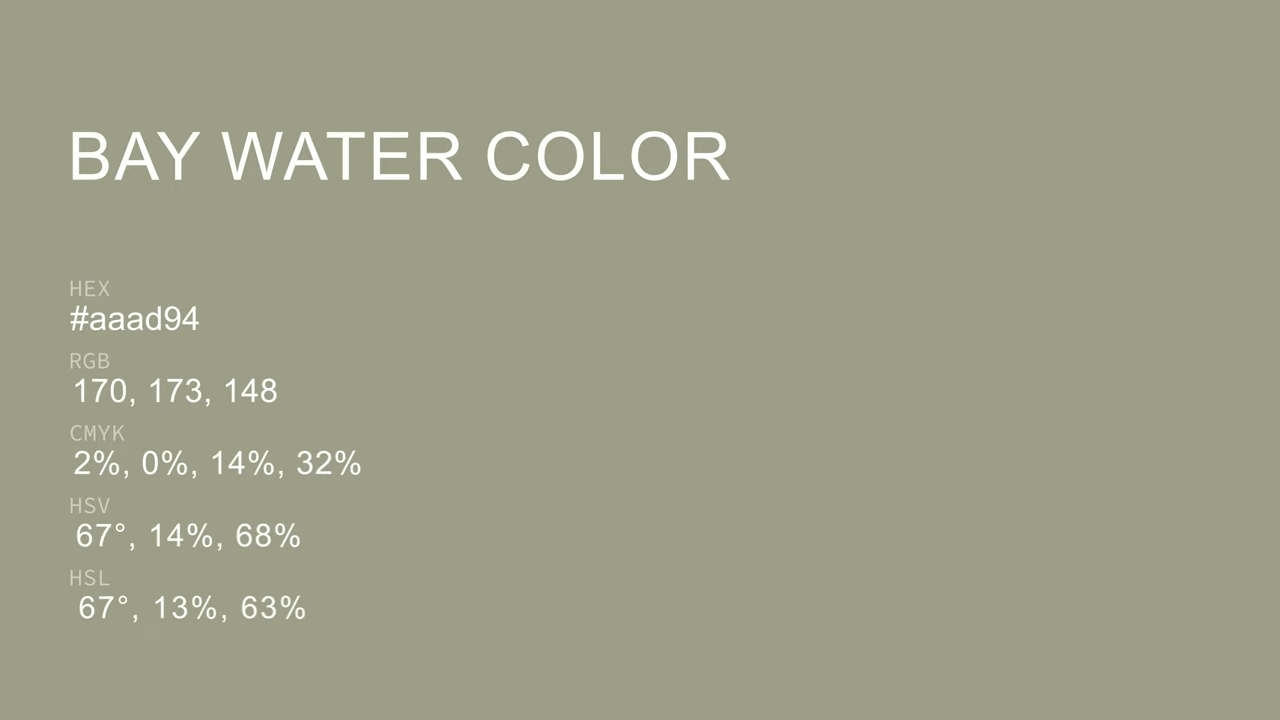 BAY WATER COLOR
HEX
#aaad94
RGB
170, 173, 148
CMYK
2%, 0%, 14%, 32%
HSV
67°, 14%, 68%
HSL
67°, 13%, 63%